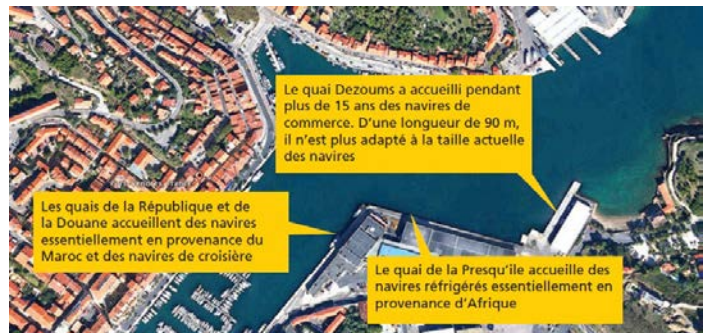 Le quai Dezoums a accueilli pendant
plus de 15 ans des navires de
commerce. D'une longueur de 90 m,
il n'est plus adapté à la taille actuelle
des navires
Les quais de la République et de
la Douane accueillent des navires
essentiellement en provenance du
Maroc et des navires de croisière
Le quai de la Presqu'île accueille des
navires réfrigérés essentiellement en
provenance d'Afrique